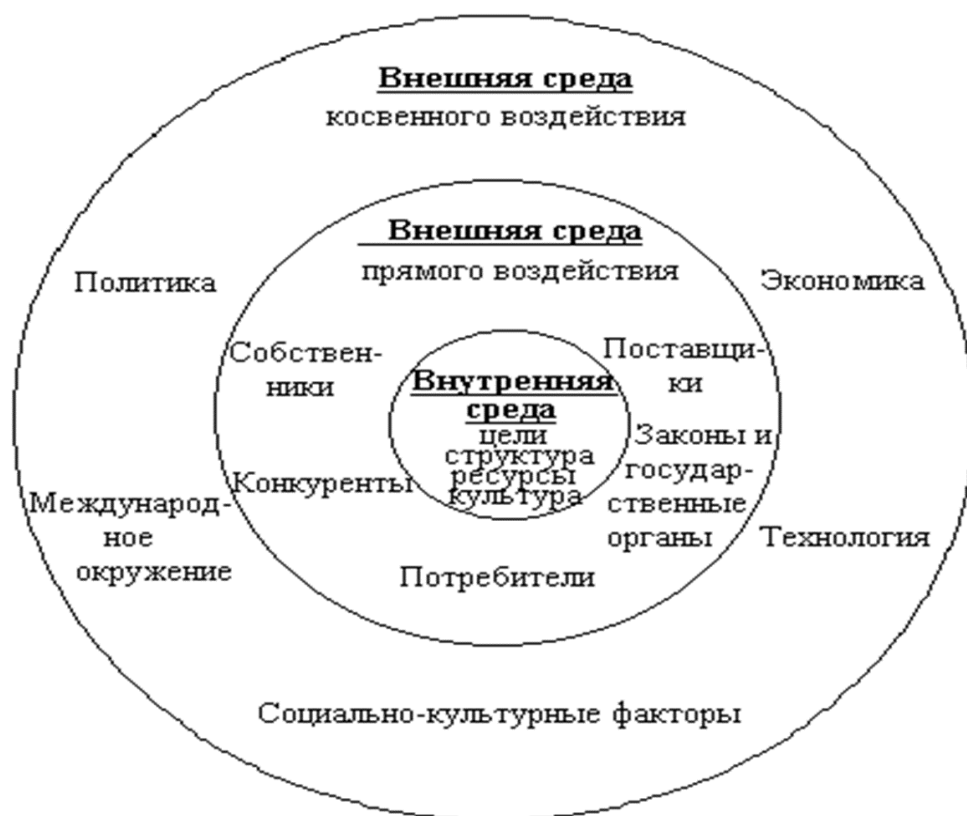 Внешняя среда
косвенного воздействия
Внешняя среда
прямого воздействия
Политика
Экономика
Собствен-
ники
Поставщи-
ки
Внутренняя
среда
цели
структура
ресурсы
культура
Законы и
государ-
ственные
органы
Конкуренты
Международ-
ное
окружение
Технология
Потребители
Социально-культурные факторы